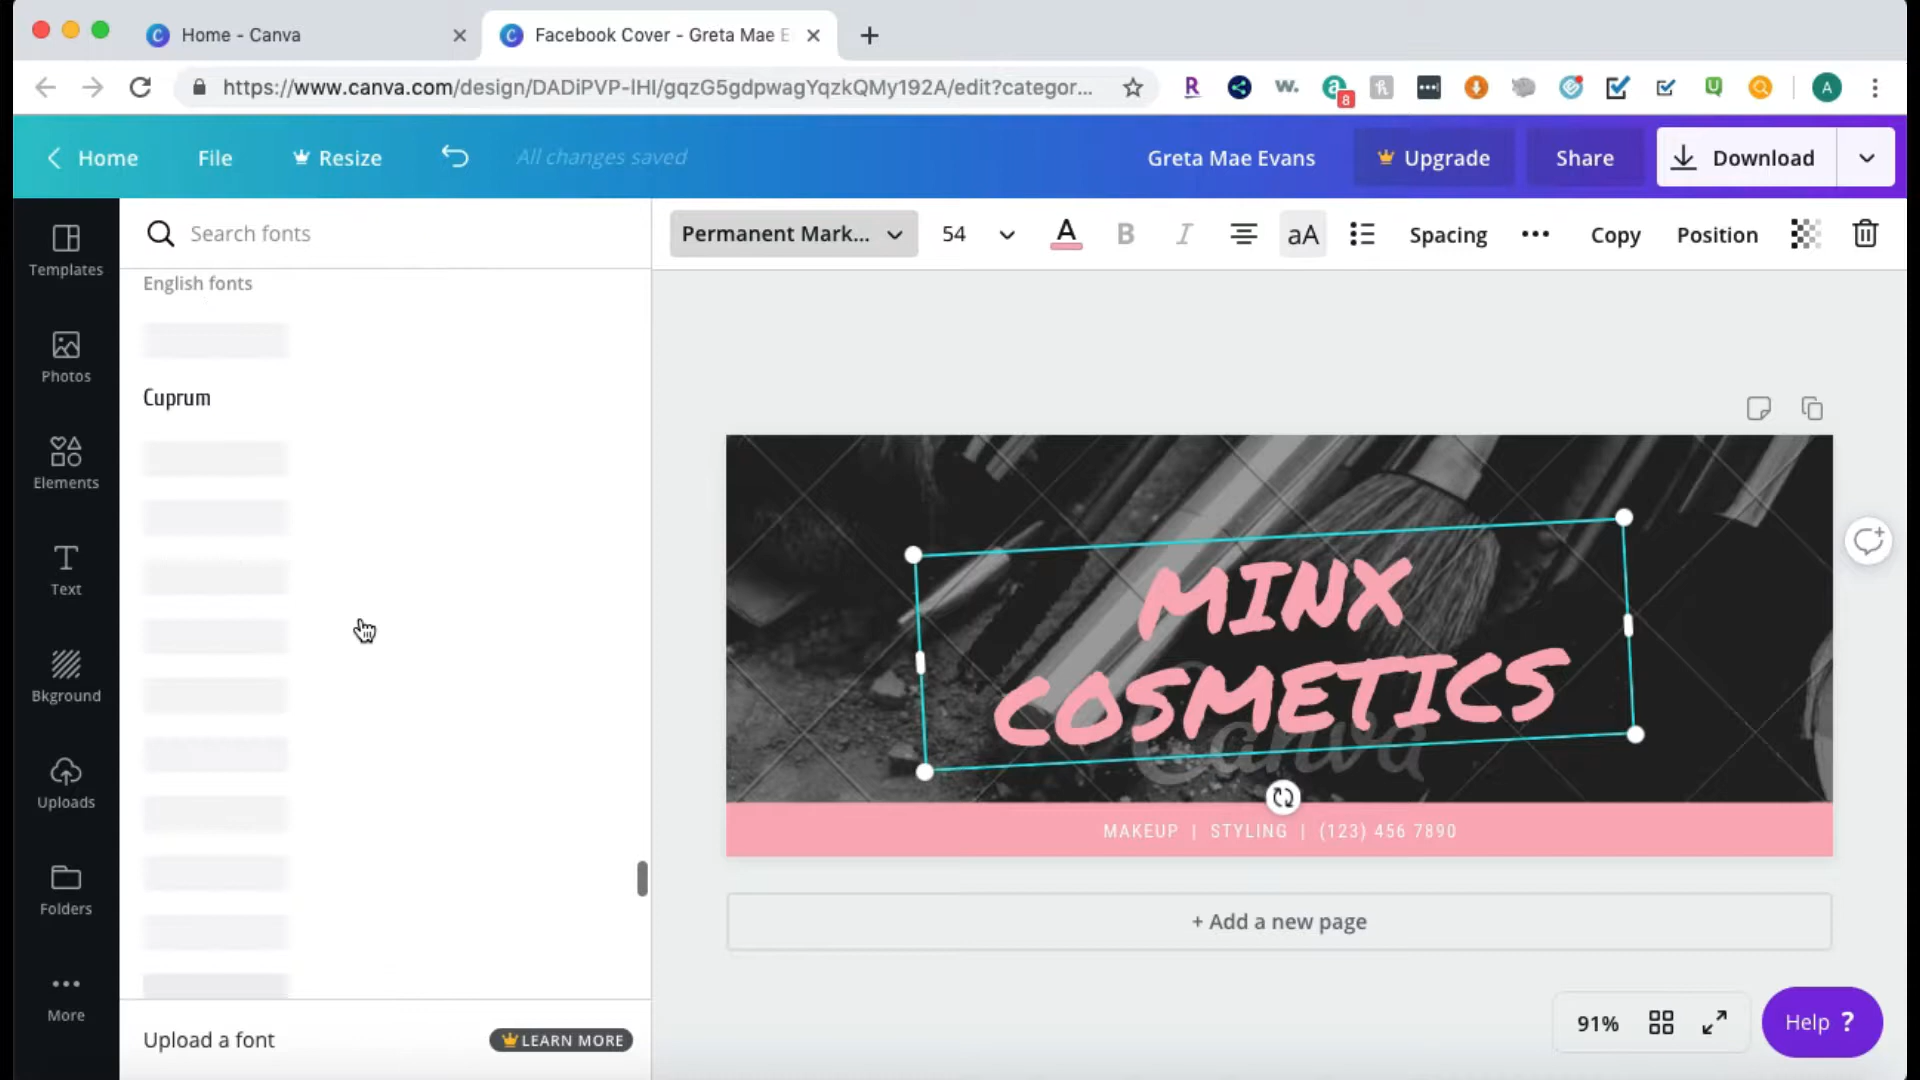 Home - Canva
Facebook Cover - Greta Mae E
https://www.canva.com/design/DADiPVP-lHI/gqzG5gdpwagYqzkQMy192A/edit?categor...
8
A
Home
File
Resize
All changes saved
Greta Mae Evans
Upgrade
Share
Download
Templates
Photos
Elements
Text
Bkground
Uploads
Folders
More
Search fonts
English fonts
Cuprum
Upload a font
LEARN MORE
Permanent Mark...
54
A
B
I
aA
Spacing
Copy
Position
MINX
COSMETICS
Canva
MAKEUP | STYLING | (123) 456 7890
+ Add a new page
91%
Help ?